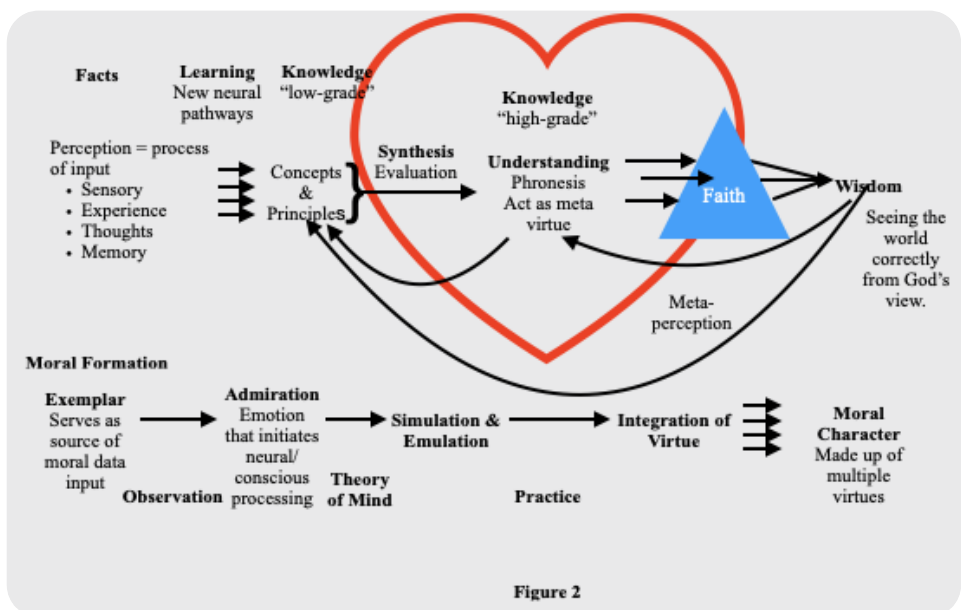 Facts
Learning
New neural
pathways
Knowledge
“low-grade”
Knowledge
“high-grade”
Perception = process
of input
• Sensory
• Experience
• Thoughts
• Memory
Concepts
&
Principles
}
Synthesis
Evaluation
Understanding
Phronesis
Act as meta
virtue
Faith
Wisdom
Seeing the
world
correctly
from God’s
view.
Meta-
perception
Moral Formation
Exemplar
Serves as
source of
moral data
input
Observation
Admiration
Emotion
that initiates
neural/
conscious
processing
Theory
of Mind
Simulation &
Emulation
Practice
Integration of
Virtue
Moral
Character
Made up of
multiple
virtues
Figure 2